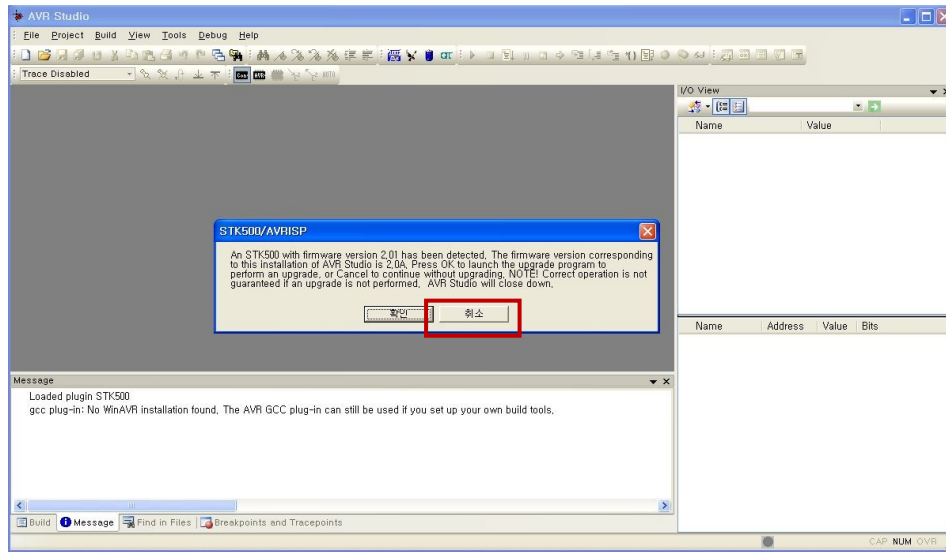 AVR Studio
File Project Build View Tools Debug Help
Trace Disabled
I/O View
Name Value
STK500/AVRISP
An STK500 with firmware version 2.01 has been detected. The firmware version corresponding
to this installation of AVR Studio is 2.0A. Press OK to launch the upgrade program to
perform an upgrade, or Cancel to continue without upgrading. NOTE! Correct operation is not
guaranteed if an upgrade is not performed. AVR Studio will close down.
확인 취소
Name Address Value Bits
Message
Loaded plugin STK500
gcc plug-in: No WinAVR installation found. The AVR GCC plug-in can still be used if you set up your own build tools.
Build Message Find in Files Breakpoints and Tracepoints
CAP NUM OVR